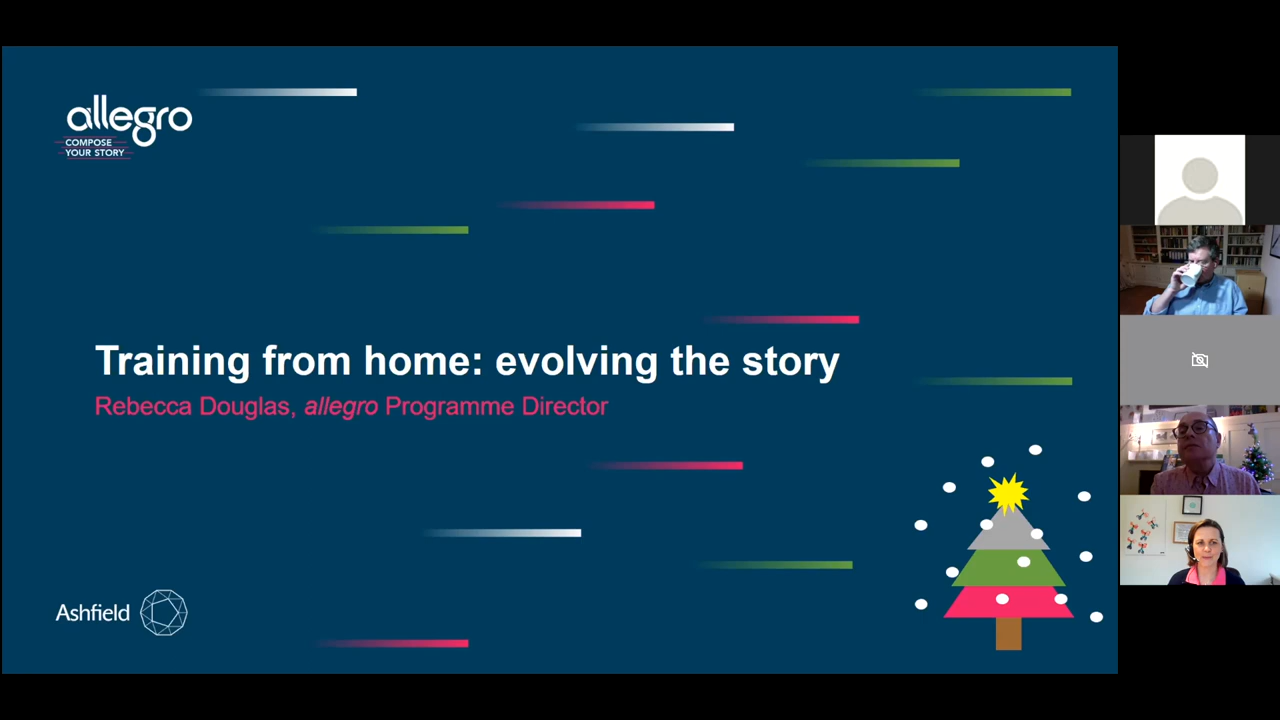 allegro
COMPOSE
YOUR STORY
Training from home: evolving the story
Rebecca Douglas, allegro Programme Director
Ashfield